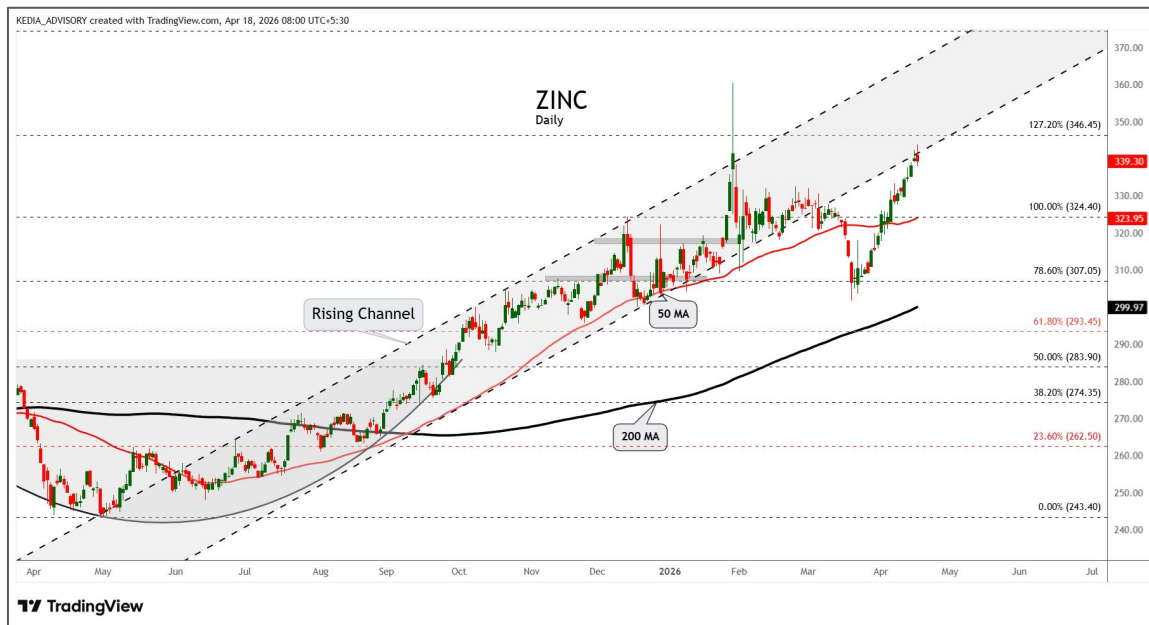 KEDIA_ADVISORY created with TradingView.com, Apr 18, 2026 08:00 UTC+5:30
ZINC
Daily
370.00
360.00
350.00
127.20% (346.45)
339.30
330.00
100.00% (324.40)
323.95
320.00
310.00
78.60% (307.05)
Rising Channel
50 MA
299.97
61.80% (293.45)
290.00
50.00% (283.90)
280.00
38.20% (274.35)
270.00
200 MA
23.60% (262.50)
260.00
250.00
0.00% (243.40)
240.00
Apr May Jun Jul Aug Sep Oct Nov Dec 2026 Feb Mar Apr May Jun Jul
TradingView